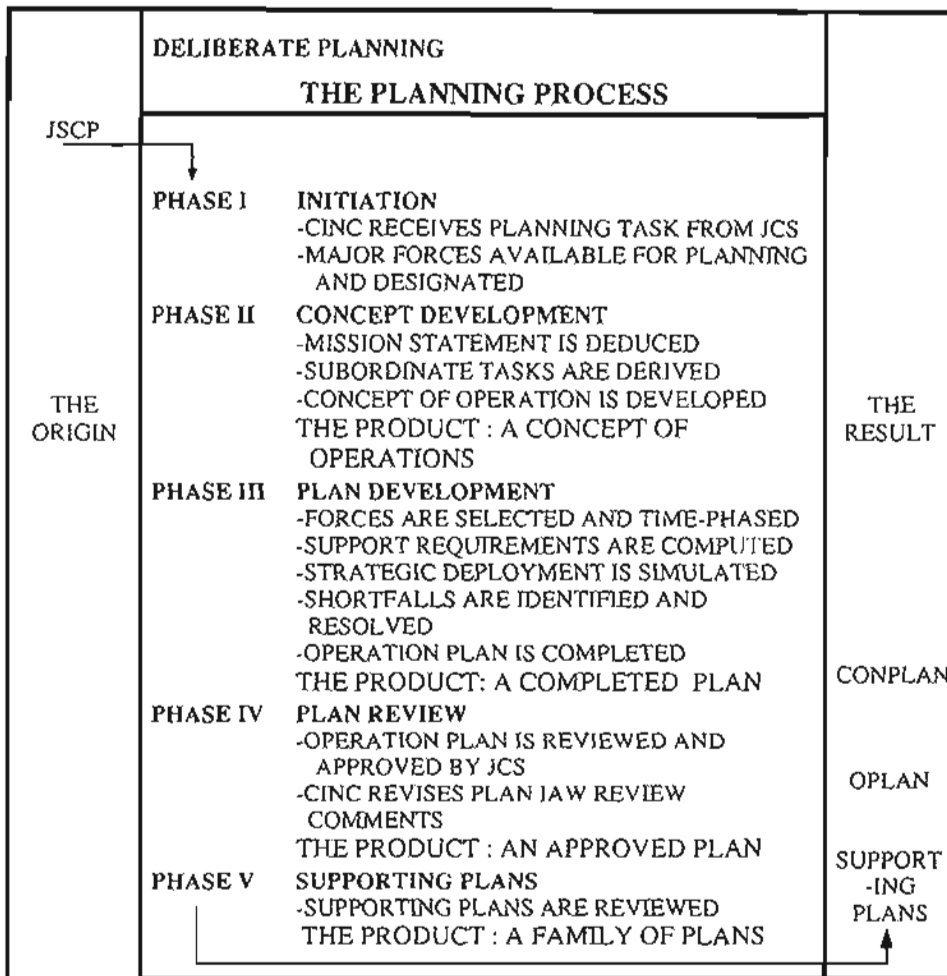 DELIBERATE PLANNING
THE PLANNING PROCESS
JSCP
PHASE I INITIATION
-CINC RECEIVES PLANNING TASK FROM JCS
-MAJOR FORCES AVAILABLE FOR PLANNING
AND DESIGNATED
PHASE II CONCEPT DEVELOPMENT
-MISSION STATEMENT IS DEDUCED
-SUBORDINATE TASKS ARE DERIVED
-CONCEPT OF OPERATION IS DEVELOPED
THE PRODUCT : A CONCEPT OF
OPERATIONS
THE
ORIGIN
THE
RESULT
PHASE III PLAN DEVELOPMENT
-FORCES ARE SELECTED AND TIME-PHASED
-SUPPORT REQUIREMENTS ARE COMPUTED
-STRATEGIC DEPLOYMENT IS SIMULATED
-SHORTFALLS ARE IDENTIFIED AND
RESOLVED
-OPERATION PLAN IS COMPLETED
THE PRODUCT: A COMPLETED PLAN
CONPLAN
PHASE IV PLAN REVIEW
-OPERATION PLAN IS REVIEWED AND
APPROVED BY JCS
-CINC REVISES PLAN IAW REVIEW
COMMENTS
THE PRODUCT : AN APPROVED PLAN
OPLAN
PHASE V SUPPORTING PLANS
-SUPPORTING PLANS ARE REVIEWED
THE PRODUCT : A FAMILY OF PLANS
SUPPORT
-ING
PLANS